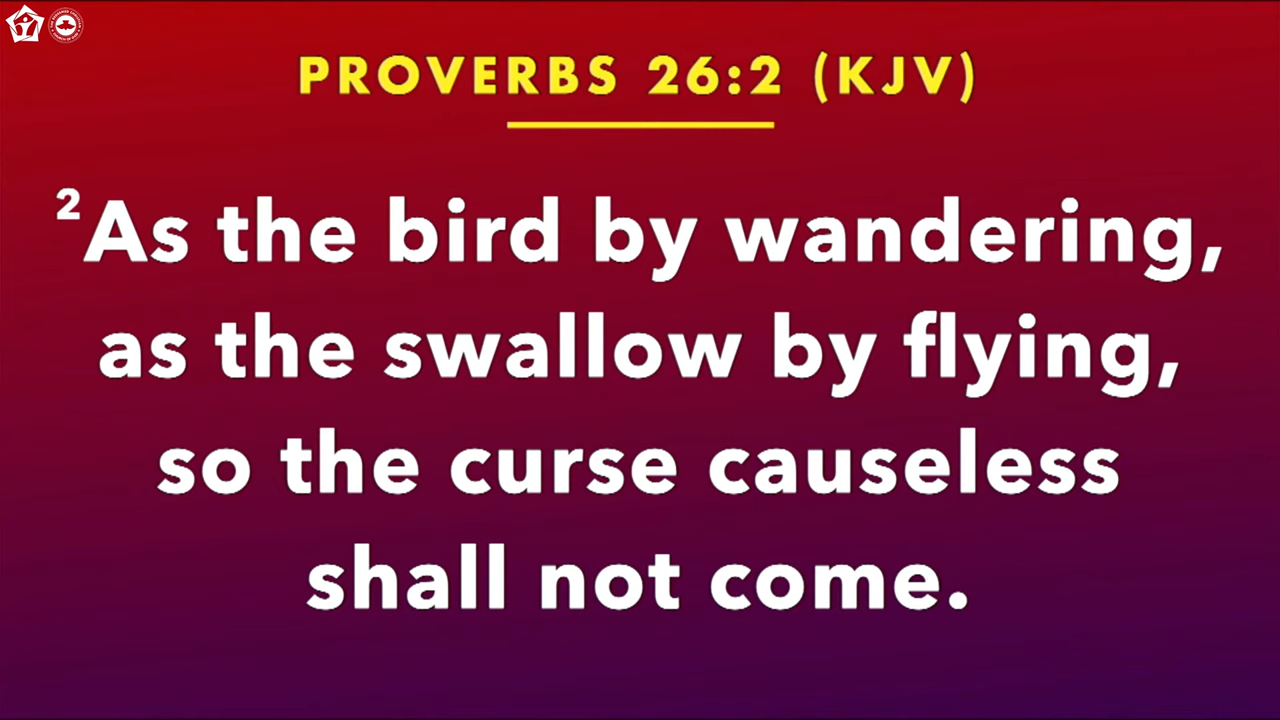 PROVERBS 26:2 (KJV)
²As the bird by wandering,
as the swallow by flying,
so the curse causeless
shall not come.